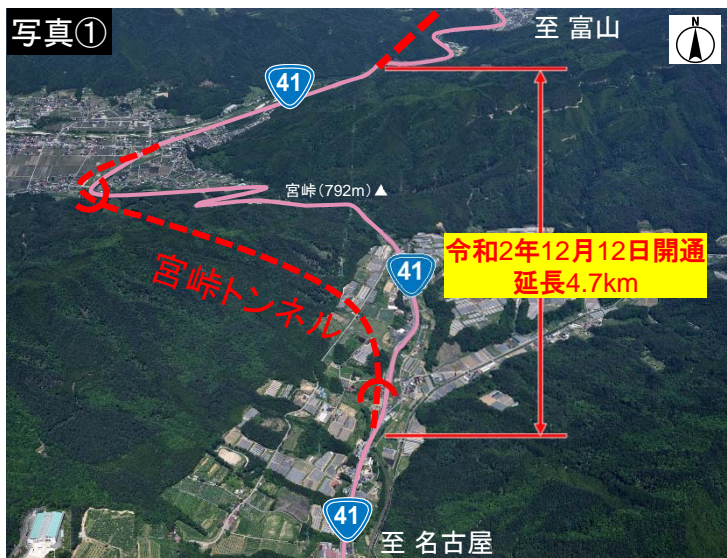 写真①
至 富山
N
41
宮峠(792m)▲
41
令和2年12月12日開通
延長4.7km
宮峠トンネル
41
至 名古屋